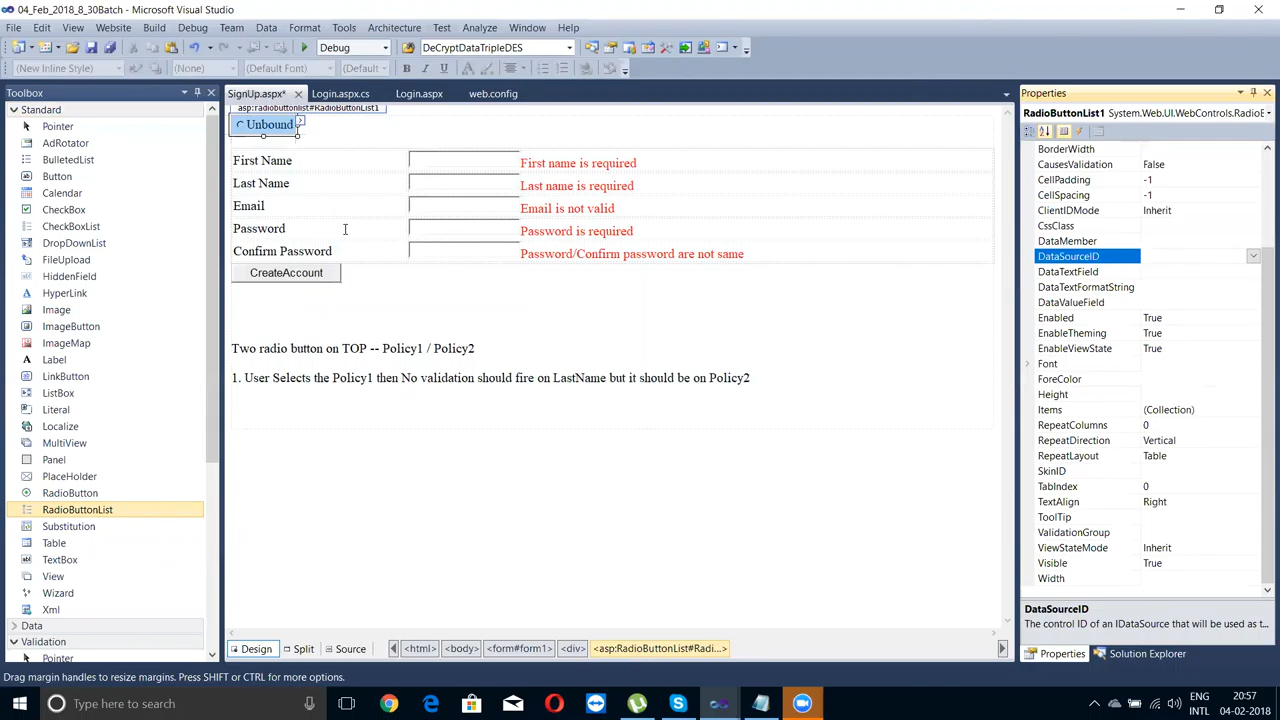 04_Feb_2018_8_30Batch - Microsoft Visual Studio
File Edit View Website Build Debug Team Data Format Tools Architecture Test Analyze Window Help
Debug DeCryptDataTripleDES
(New Inline Style) (None) (Default Font) (Default B I U A
Toolbox
SignUp.aspx* Login.aspx.cs Login.aspx web.config
Properties
Standard
Pointer
AdRotator
BulletedList
Button
Calendar
CheckBox
CheckBoxList
DropDownList
FileUpload
HiddenField
HyperLink
Image
ImageButton
ImageMap
Label
LinkButton
ListBox
Literal
Localize
MultiView
Panel
PlaceHolder
RadioButton
RadioButtonList
Substitution
Table
TextBox
View
Wizard
Xml
Data
Validation
Pointer
asp:radiobuttonlist#RadioButtonList1
Unbound
First Name First name is required
Last Name Last name is required
Email Email is not valid
Password Password is required
Confirm Password Password/Confirm password are not same
CreateAccount
Two radio button on TOP -- Policy1 / Policy2
1. User Selects the Policy1 then No validation should fire on LastName but it should be on Policy2
Design Split Source <html> <body> <form#form1> <div> <asp:RadioButtonList#Radi...>
RadioButtonList1 System.Web.UI.WebControls.RadioB
BorderWidth
CausesValidation False
CellPadding -1
CellSpacing -1
ClientIDMode Inherit
CssClass
DataMember
DataSourceID
DataTextField
DataTextFormatString
DataValueField
Enabled True
EnableTheming True
EnableViewState True
Font
ForeColor
Height
Items (Collection)
RepeatColumns 0
RepeatDirection Vertical
RepeatLayout Table
SkinID
TabIndex 0
TextAlign Right
ToolTip
ValidationGroup
ViewStateMode Inherit
Visible True
Width
DataSourceID
The control ID of an IDataSource that will be used as t...
Properties Solution Explorer
Drag margin handles to resize margins. Press SHIFT or CTRL for more options.
Type here to search
ENG
INTL
20:57
04-02-2018